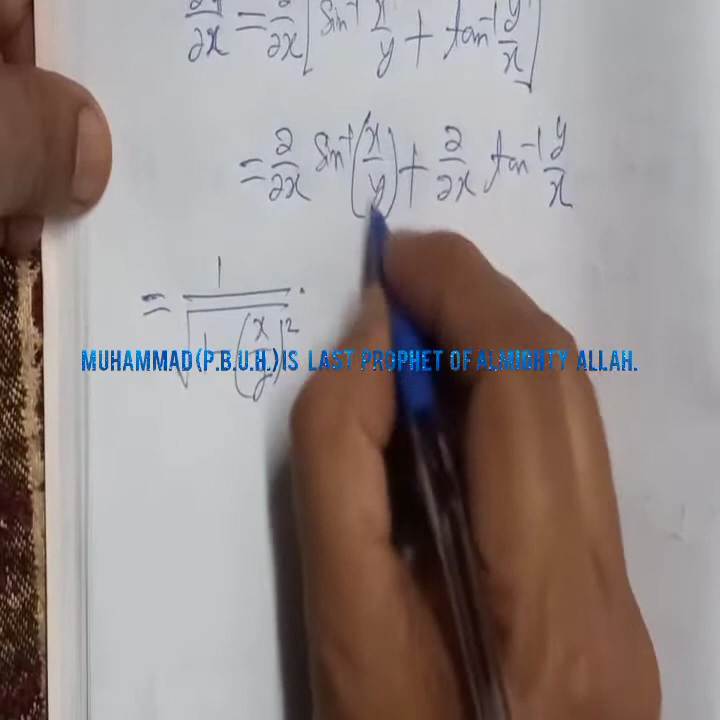 ∂x = ∂/∂x [sin⁻¹ x/y + tan⁻¹ y/x]
= ∂/∂x sin⁻¹(x/y) + ∂/∂x tan⁻¹ y/x
= 1/√(1-(x/y)²) ·
MUHAMMAD(P.B.U.H.)IS LAST PROPHET OF ALMIGHTY ALLAH.